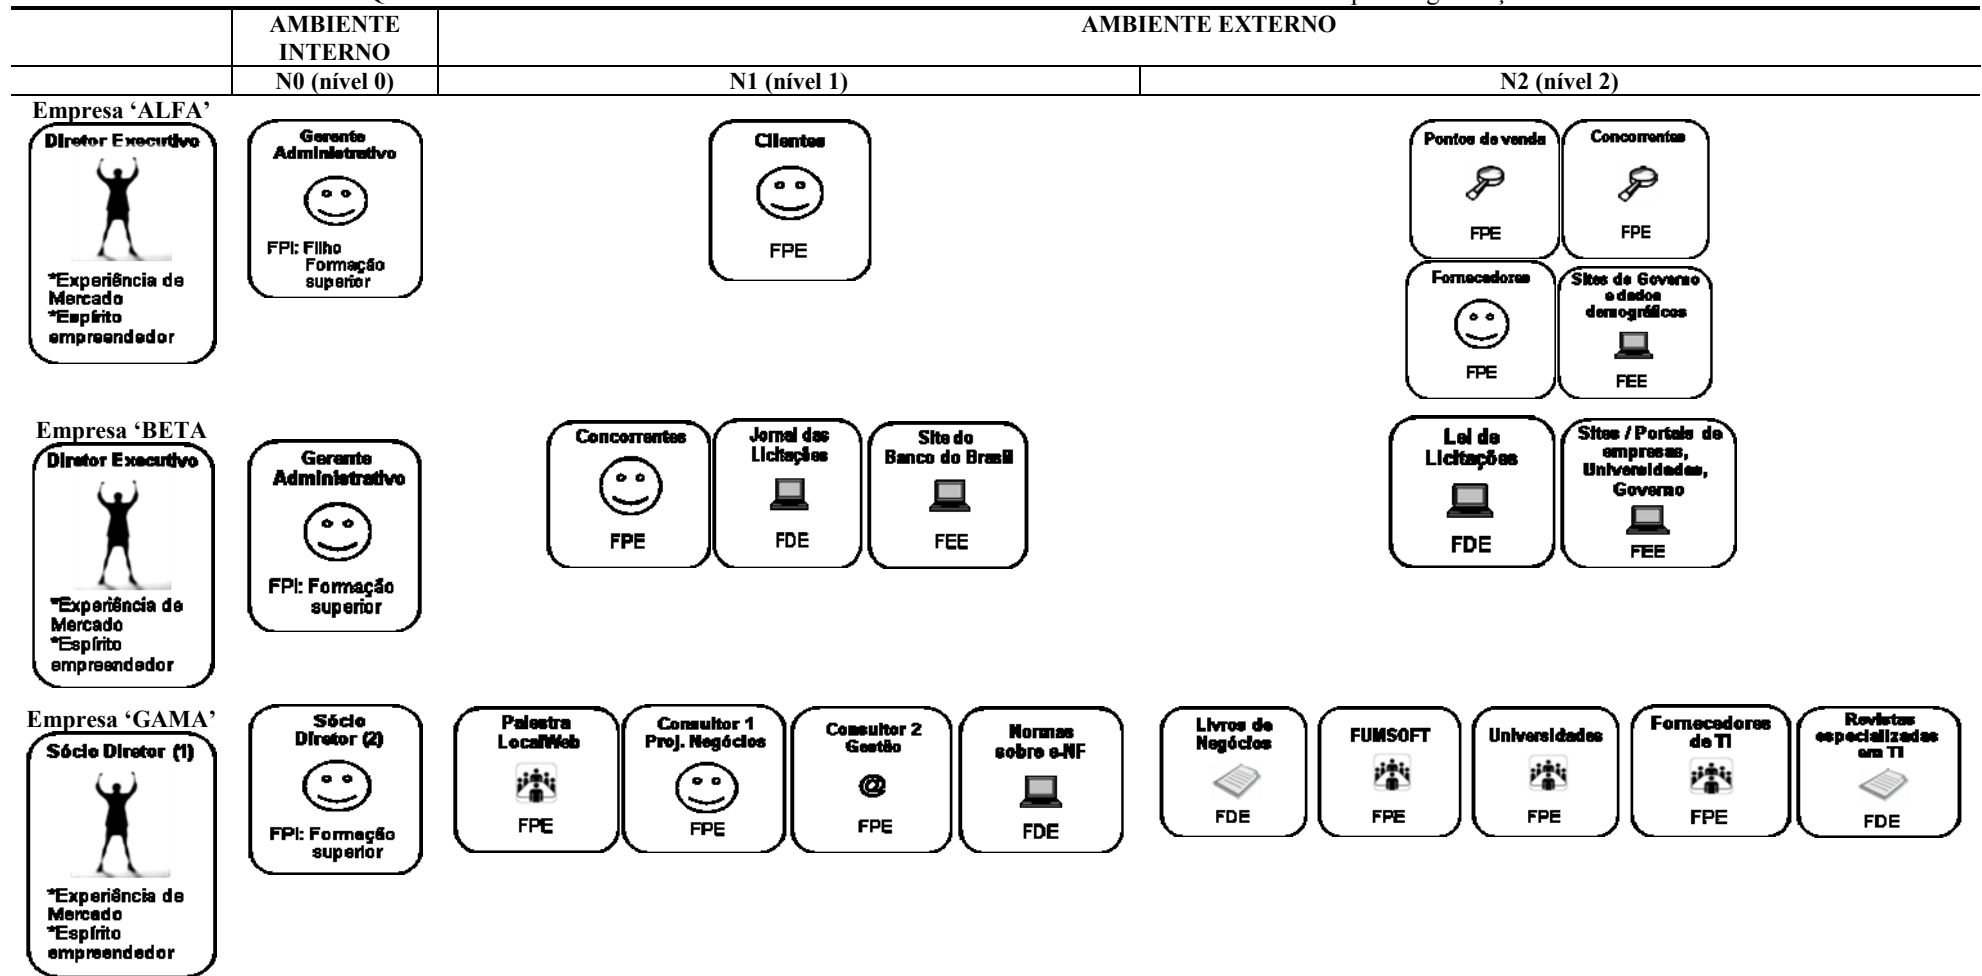 AMBIENTE
INTERNO
AMBIENTE EXTERNO
N0 (nível 0)
N1 (nível 1)
N2 (nível 2)
Empresa ‘ALFA’
Diretor Executivo
*Experiência de
Mercado
*Espírito
empreendedor
Gerente
Administrativo
FPI: Filho
Formação
superior
Clientes
FPE
Pontos de venda
FPE
Concorrentes
FPE
Fornecedores
FPE
Sites de Governo
e dados
demográficos
FEE
Empresa ‘BETA
Diretor Executivo
*Experiência de
Mercado
*Espírito
empreendedor
Gerente
Administrativo
FPI: Formação
superior
Concorrentes
FPE
Jornal das
Licitações
FDE
Site do
Banco do Brasil
FEE
Lei de
Licitações
FDE
Sites / Portais de
empresas,
Universidades,
Governo
FEE
Empresa ‘GAMA’
Sócio Diretor (1)
*Experiência de
Mercado
*Espírito
empreendedor
Sócio
Diretor (2)
FPI: Formação
superior
Palestra
LocalWeb
FPE
Consultor 1
Proj. Negócios
FPE
Consultor 2
Gestão
@
FPE
Normas
sobre e-NF
FDE
Livros de
Negócios
FDE
FUMSOFT
FPE
Universidades
FPE
Fornecedores
de TI
FPE
Revistas
especializadas
em TI
FDE